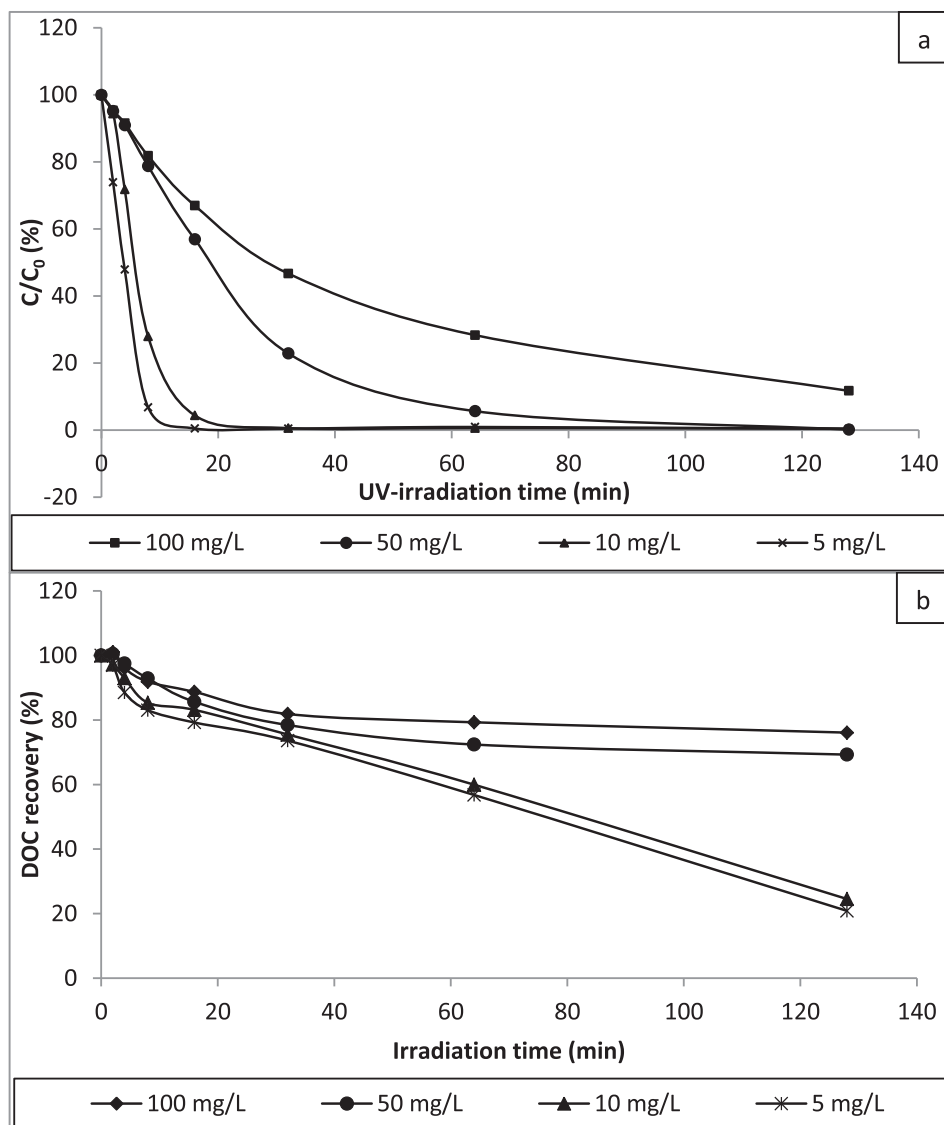 a
120
100
80
60
40
20
0
-20
C/C₀ (%)
0 20 40 60 80 100 120 140
UV-irradiation time (min)
100 mg/L 50 mg/L 10 mg/L 5 mg/L
b
120
100
80
60
40
20
0
DOC recovery (%)
0 20 40 60 80 100 120 140
Irradiation time (min)
100 mg/L 50 mg/L 10 mg/L 5 mg/L